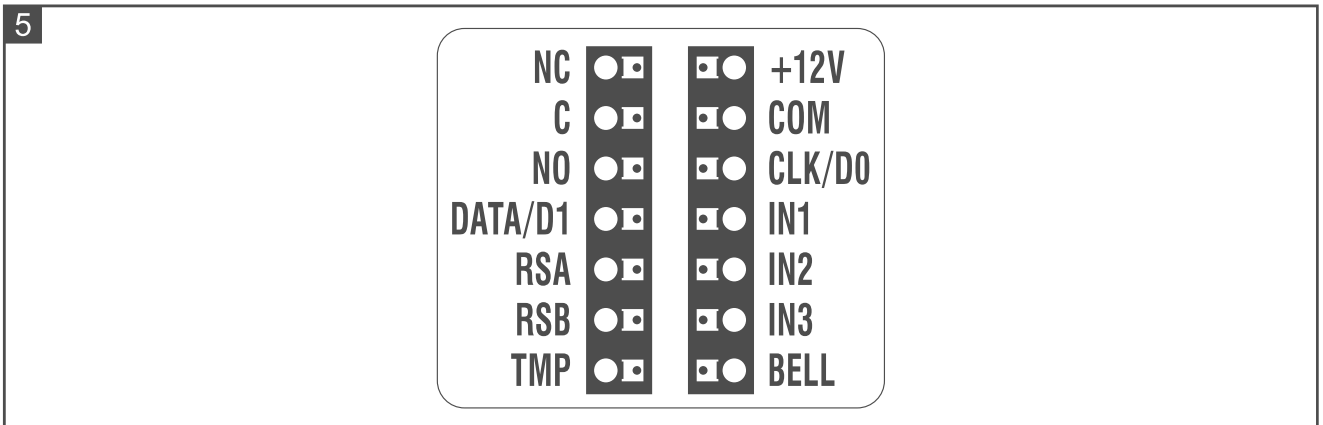 5
NC +12V
C COM
NO CLK/D0
DATA/D1 IN1
RSA IN2
RSB IN3
TMP BELL